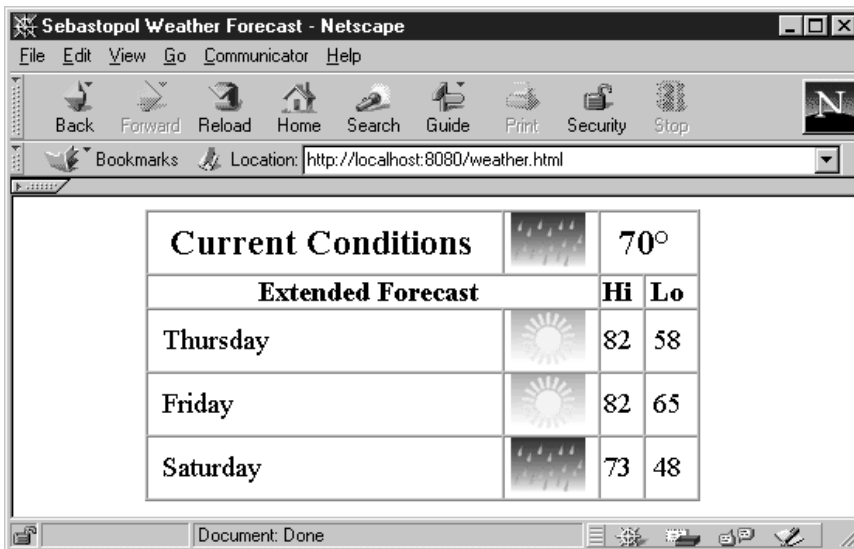 Sebastopol Weather Forecast - Netscape
File Edit View Go Communicator Help
Back Forward Reload Home Search Guide Print Security Stop
N
Bookmarks Location: http://localhost:8080/weather.html
Current Conditions 70°
Extended Forecast Hi Lo
Thursday 82 58
Friday 82 65
Saturday 73 48
Document: Done